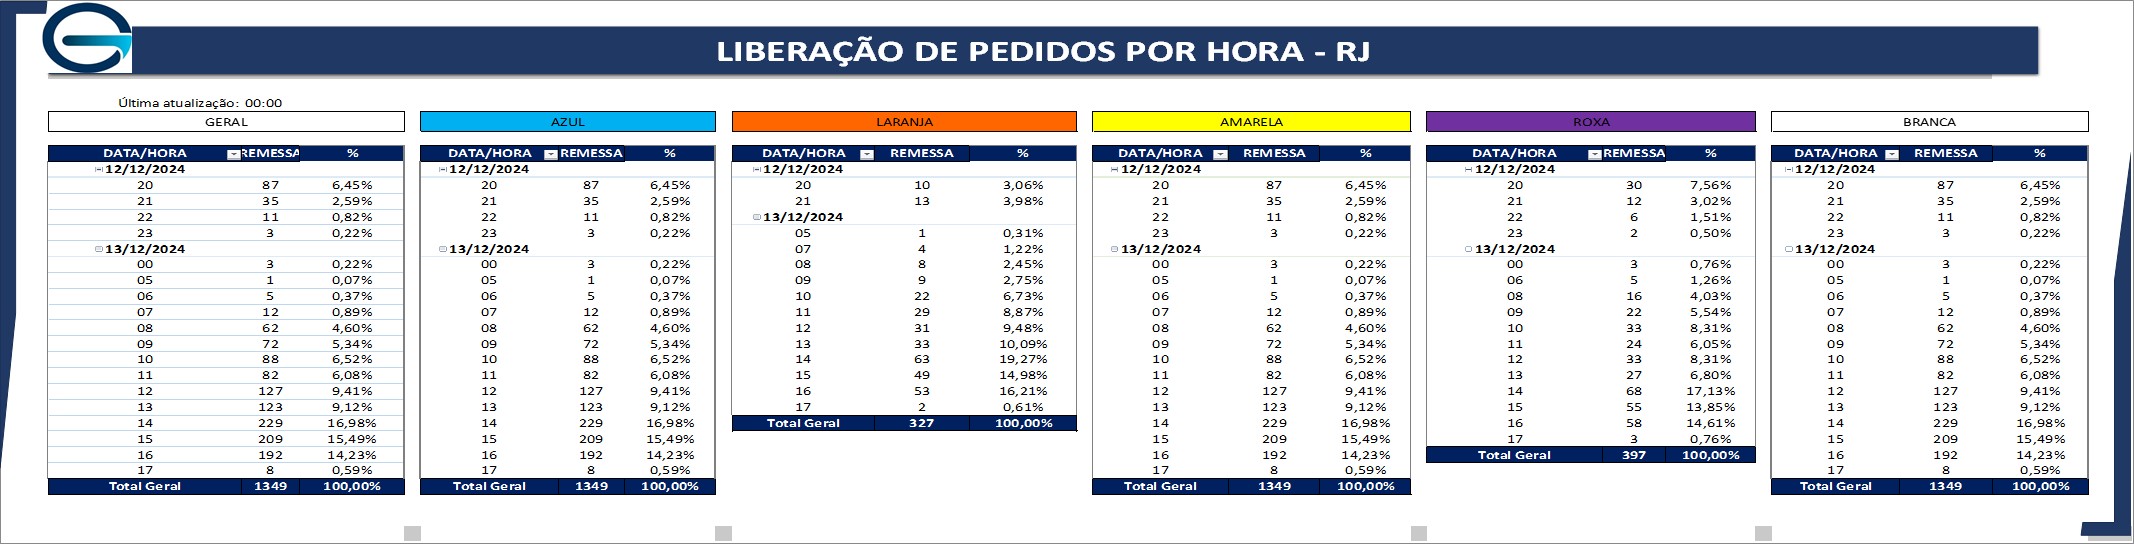 LIBERAÇÃO DE PEDIDOS POR HORA - RJ
Última atualização: 00:00
GERAL
DATA/HORA REMESSA %
12/12/2024
20 87 6,45%
21 35 2,59%
22 11 0,82%
23 3 0,22%
13/12/2024
00 3 0,22%
05 1 0,07%
06 5 0,37%
07 12 0,89%
08 62 4,60%
09 72 5,34%
10 88 6,52%
11 82 6,08%
12 127 9,41%
13 123 9,12%
14 229 16,98%
15 209 15,49%
16 192 14,23%
17 8 0,59%
Total Geral 1349 100,00%
AZUL
DATA/HORA REMESSA %
12/12/2024
20 87 6,45%
21 35 2,59%
22 11 0,82%
23 3 0,22%
13/12/2024
00 3 0,22%
05 1 0,07%
06 5 0,37%
07 12 0,89%
08 62 4,60%
09 72 5,34%
10 88 6,52%
11 82 6,08%
12 127 9,41%
13 123 9,12%
14 229 16,98%
15 209 15,49%
16 192 14,23%
17 8 0,59%
Total Geral 1349 100,00%
LARANJA
DATA/HORA REMESSA %
12/12/2024
20 10 3,06%
21 13 3,98%
13/12/2024
05 1 0,31%
07 4 1,22%
08 8 2,45%
09 9 2,75%
10 22 6,73%
11 29 8,87%
12 31 9,48%
13 33 10,09%
14 63 19,27%
15 49 14,98%
16 53 16,21%
17 2 0,61%
Total Geral 327 100,00%
AMARELA
DATA/HORA REMESSA %
12/12/2024
20 87 6,45%
21 35 2,59%
22 11 0,82%
23 3 0,22%
13/12/2024
00 3 0,22%
05 1 0,07%
06 5 0,37%
07 12 0,89%
08 62 4,60%
09 72 5,34%
10 88 6,52%
11 82 6,08%
12 127 9,41%
13 123 9,12%
14 229 16,98%
15 209 15,49%
16 192 14,23%
17 8 0,59%
Total Geral 1349 100,00%
ROXA
DATA/HORA REMESSA %
12/12/2024
20 30 7,56%
21 12 3,02%
22 6 1,51%
23 2 0,50%
13/12/2024
00 3 0,76%
06 5 1,26%
08 16 4,03%
09 22 5,54%
10 33 8,31%
11 24 6,05%
12 33 8,31%
13 27 6,80%
14 68 17,13%
15 55 13,85%
16 58 14,61%
17 3 0,76%
Total Geral 397 100,00%
BRANCA
DATA/HORA REMESSA %
12/12/2024
20 87 6,45%
21 35 2,59%
22 11 0,82%
23 3 0,22%
13/12/2024
00 3 0,22%
05 1 0,07%
06 5 0,37%
07 12 0,89%
08 62 4,60%
09 72 5,34%
10 88 6,52%
11 82 6,08%
12 127 9,41%
13 123 9,12%
14 229 16,98%
15 209 15,49%
16 192 14,23%
17 8 0,59%
Total Geral 1349 100,00%